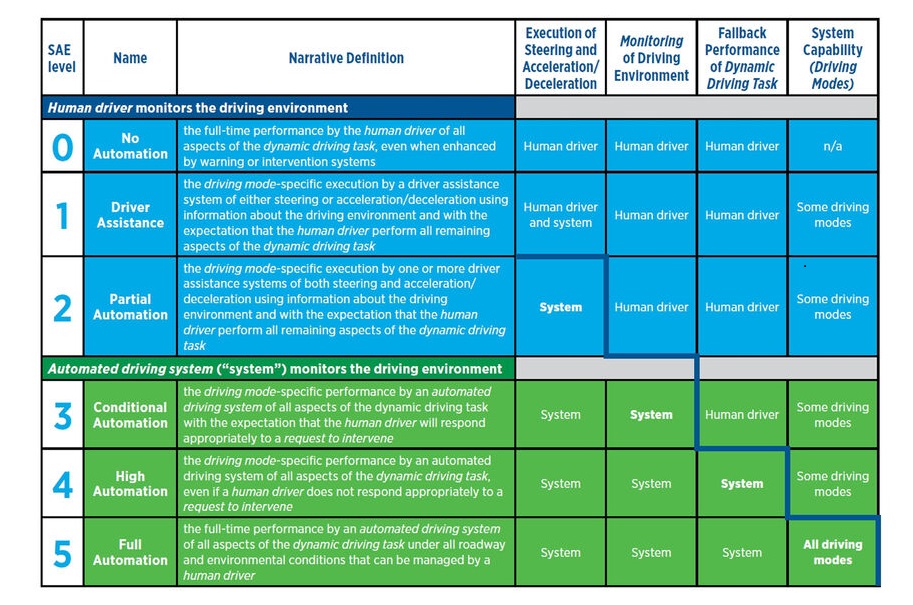 SAE
level
Name
Narrative Definition
Execution of
Steering and
Acceleration/
Deceleration
Monitoring
of Driving
Environment
Fallback
Performance
of Dynamic
Driving Task
System
Capability
(Driving
Modes)
Human driver monitors the driving environment
0
No
Automation
the full-time performance by the human driver of all
aspects of the dynamic driving task, even when enhanced
by warning or intervention systems
Human driver
Human driver
Human driver
n/a
1
Driver
Assistance
the driving mode-specific execution by a driver assistance
system of either steering or acceleration/deceleration using
information about the driving environment and with the
expectation that the human driver perform all remaining
aspects of the dynamic driving task
Human driver
and system
Human driver
Human driver
Some driving
modes
2
Partial
Automation
the driving mode-specific execution by one or more driver
assistance systems of both steering and acceleration/
deceleration using information about the driving
environment and with the expectation that the human
driver perform all remaining aspects of the dynamic driving
task
System
Human driver
Human driver
Some driving
modes
Automated driving system (“system”) monitors the driving environment
3
Conditional
Automation
the driving mode-specific performance by an automated
driving system of all aspects of the dynamic driving task
with the expectation that the human driver will respond
appropriately to a request to intervene
System
System
Human driver
Some driving
modes
4
High
Automation
the driving mode-specific performance by an automated
driving system of all aspects of the dynamic driving task,
even if a human driver does not respond appropriately to a
request to intervene
System
System
System
Some driving
modes
5
Full
Automation
the full-time performance by an automated driving system
of all aspects of the dynamic driving task under all roadway
and environmental conditions that can be managed by a
human driver
System
System
System
All driving
modes